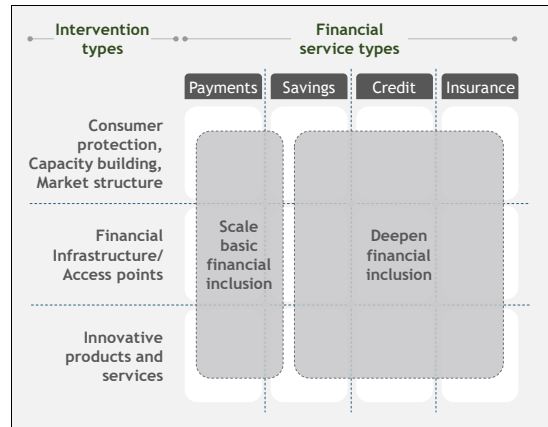 Intervention
types
Financial
service types
Payments
Savings
Credit
Insurance
Consumer
protection,
Capacity building,
Market structure
Financial
Infrastructure/
Access points
Innovative
products and
services
Scale
basic
financial
inclusion
Deepen
financial
inclusion